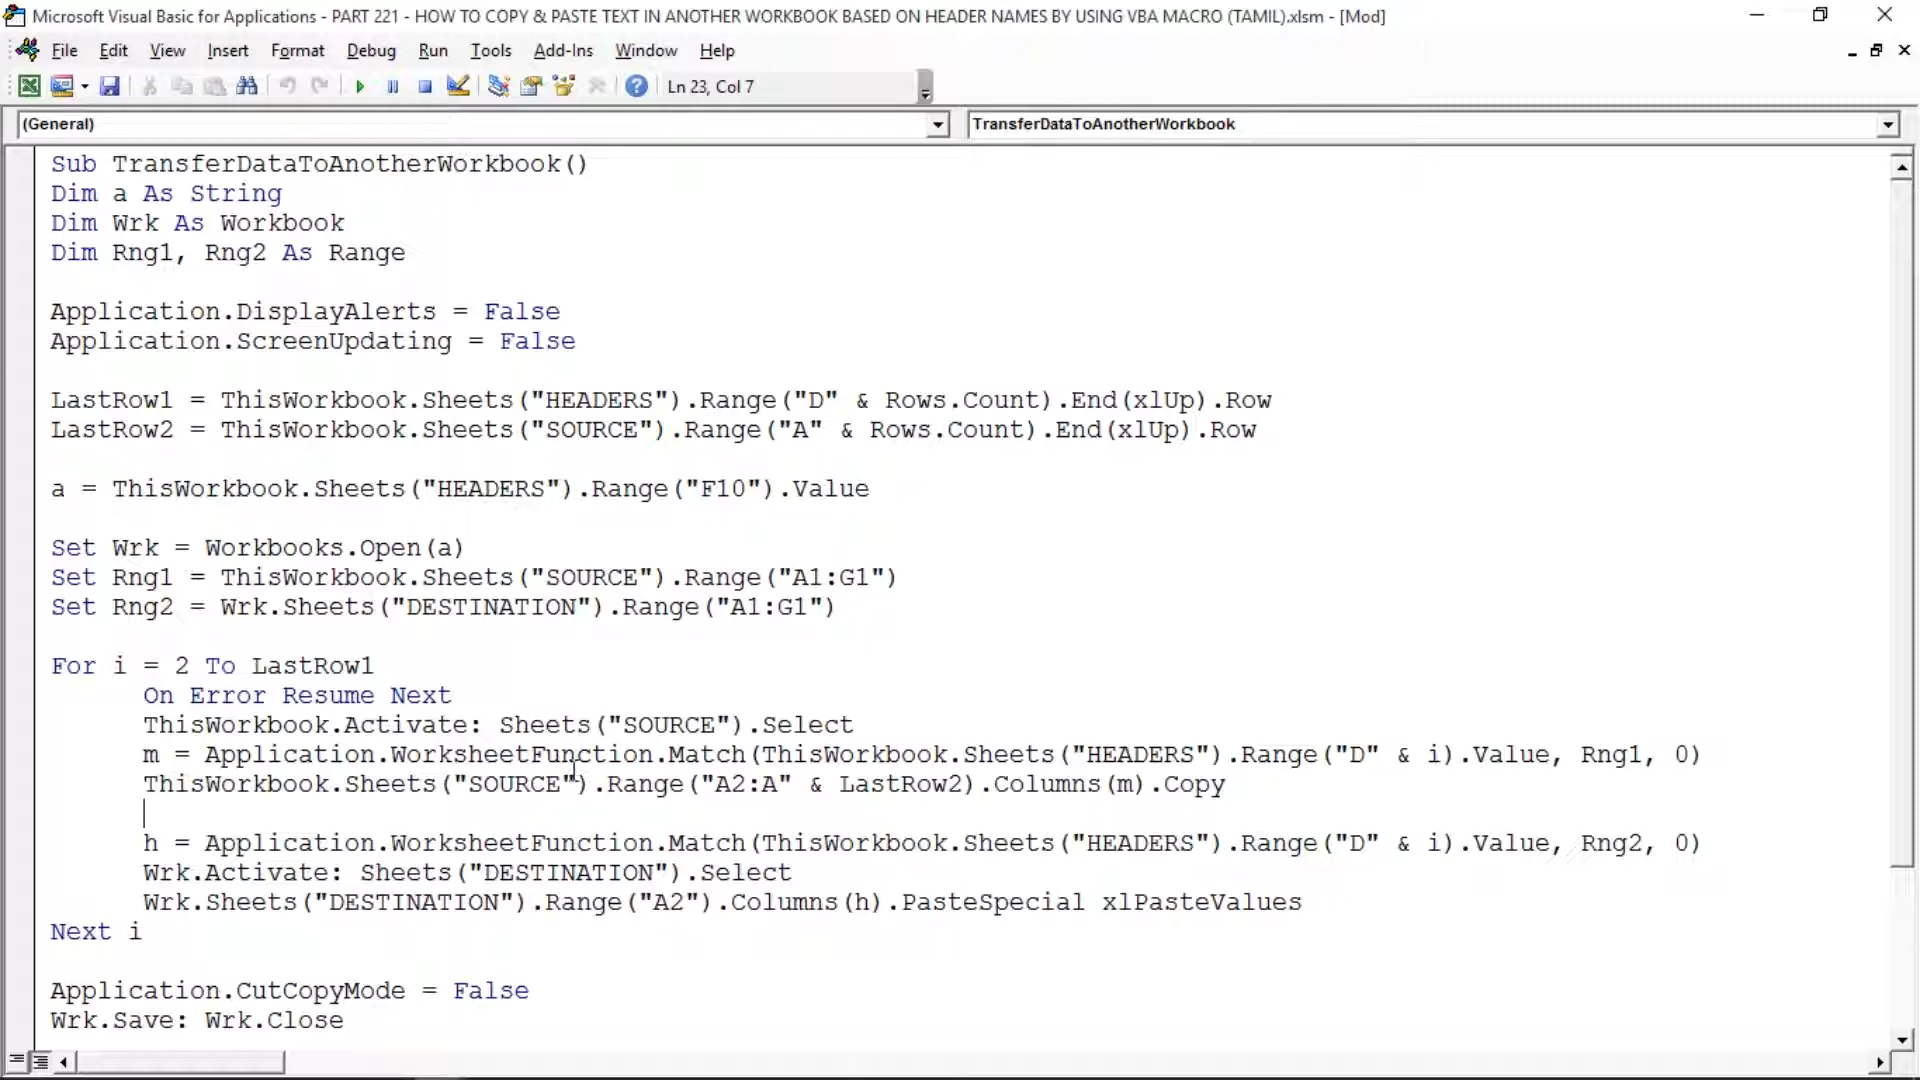 Microsoft Visual Basic for Applications - PART 221 - HOW TO COPY & PASTE TEXT IN ANOTHER WORKBOOK BASED ON HEADER NAMES BY USING VBA MACRO (TAMIL).xlsm - [Mod]
File Edit View Insert Format Debug Run Tools Add-Ins Window Help
Ln 23, Col 7
(General) TransferDataToAnotherWorkbook
Sub TransferDataToAnotherWorkbook()
Dim a As String
Dim Wrk As Workbook
Dim Rng1, Rng2 As Range
Application.DisplayAlerts = False
Application.ScreenUpdating = False
LastRow1 = ThisWorkbook.Sheets("HEADERS").Range("D" & Rows.Count).End(xlUp).Row
LastRow2 = ThisWorkbook.Sheets("SOURCE").Range("A" & Rows.Count).End(xlUp).Row
a = ThisWorkbook.Sheets("HEADERS").Range("F10").Value
Set Wrk = Workbooks.Open(a)
Set Rng1 = ThisWorkbook.Sheets("SOURCE").Range("A1:G1")
Set Rng2 = Wrk.Sheets("DESTINATION").Range("A1:G1")
For i = 2 To LastRow1
On Error Resume Next
ThisWorkbook.Activate: Sheets("SOURCE").Select
m = Application.WorksheetFunction.Match(ThisWorkbook.Sheets("HEADERS").Range("D" & i).Value, Rng1, 0)
ThisWorkbook.Sheets("SOURCE").Range("A2:A" & LastRow2).Columns(m).Copy
h = Application.WorksheetFunction.Match(ThisWorkbook.Sheets("HEADERS").Range("D" & i).Value, Rng2, 0)
Wrk.Activate: Sheets("DESTINATION").Select
Wrk.Sheets("DESTINATION").Range("A2").Columns(h).PasteSpecial xlPasteValues
Next i
Application.CutCopyMode = False
Wrk.Save: Wrk.Close